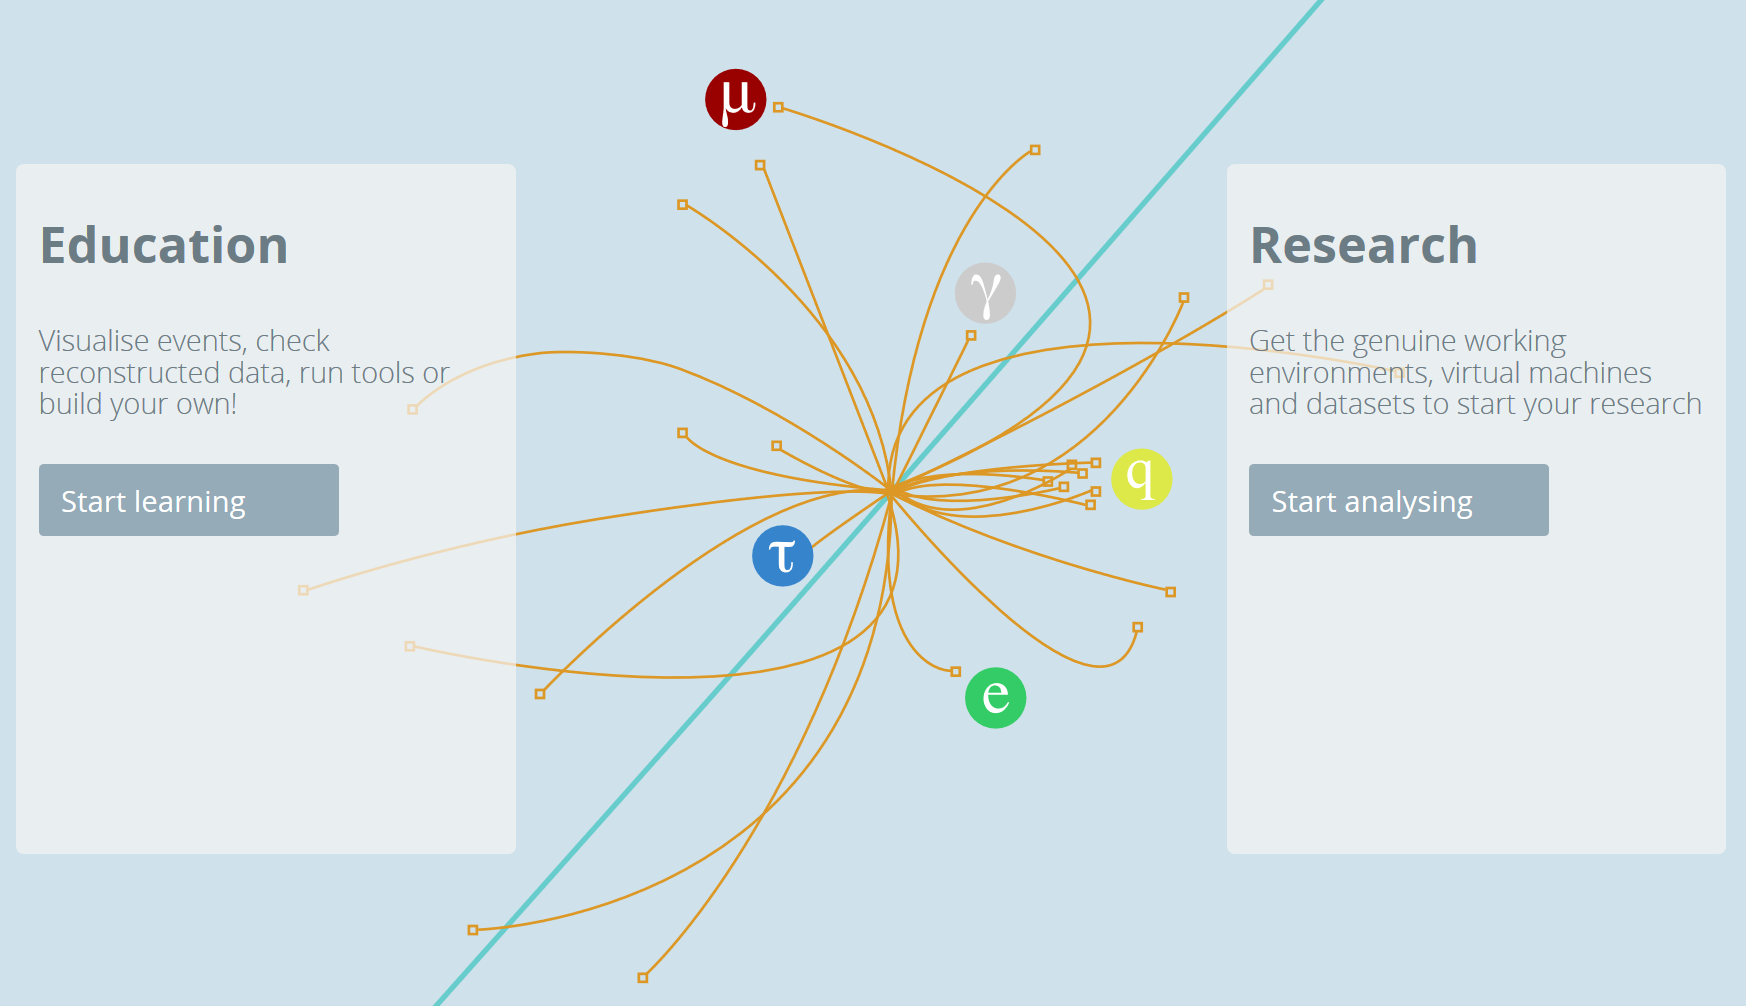 μ
γ
Education
Visualise events, check
reconstructed data, run tools or
build your own!
Start learning
Research
Get the genuine working
environments, virtual machines
and datasets to start your research
Start analysing
q
τ
e